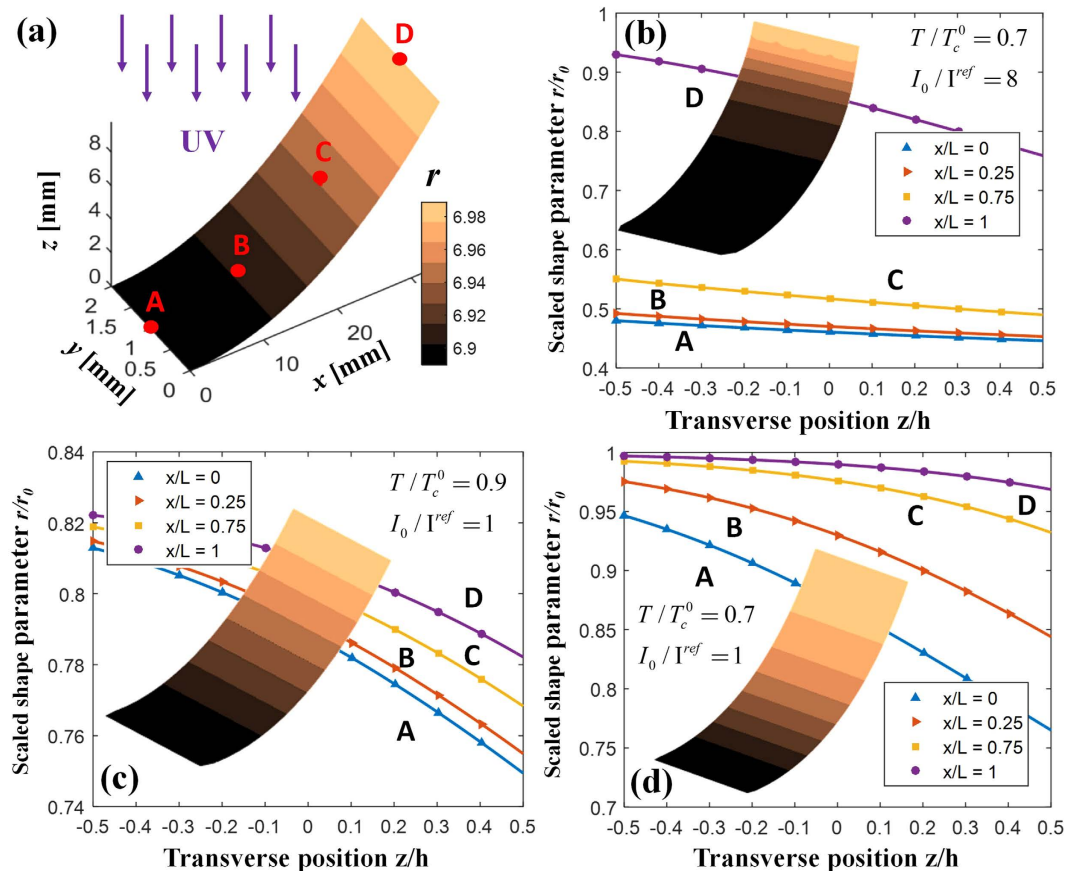 (a)
UV
D
C
B
A
r
6.98
6.96
6.94
6.92
6.9
z [mm]
8
6
4
2
0
y [mm]
2
1.5
1
0.5
0
x [mm]
0
10
20
(b)
T / T_c^0 = 0.7
I_0 / I^{ref} = 8
Scaled shape parameter r/r_0
1
0.9
0.8
0.7
0.6
0.5
0.4
D
C
B
A
x/L = 0
x/L = 0.25
x/L = 0.75
x/L = 1
-0.5 -0.4 -0.3 -0.2 -0.1 0 0.1 0.2 0.3 0.4 0.5
Transverse position z/h
(c)
T / T_c^0 = 0.9
I_0 / I^{ref} = 1
Scaled shape parameter r/r_0
0.84
0.82
0.8
0.78
0.76
0.74
x/L = 0
x/L = 0.25
x/L = 0.75
x/L = 1
D
C
B
A
-0.5 -0.4 -0.3 -0.2 -0.1 0 0.1 0.2 0.3 0.4 0.5
Transverse position z/h
(d)
T / T_c^0 = 0.7
I_0 / I^{ref} = 1
Scaled shape parameter r/r_0
1
0.95
0.9
0.85
0.8
0.75
0.7
D
C
B
A
x/L = 0
x/L = 0.25
x/L = 0.75
x/L = 1
-0.5 -0.4 -0.3 -0.2 -0.1 0 0.1 0.2 0.3 0.4 0.5
Transverse position z/h